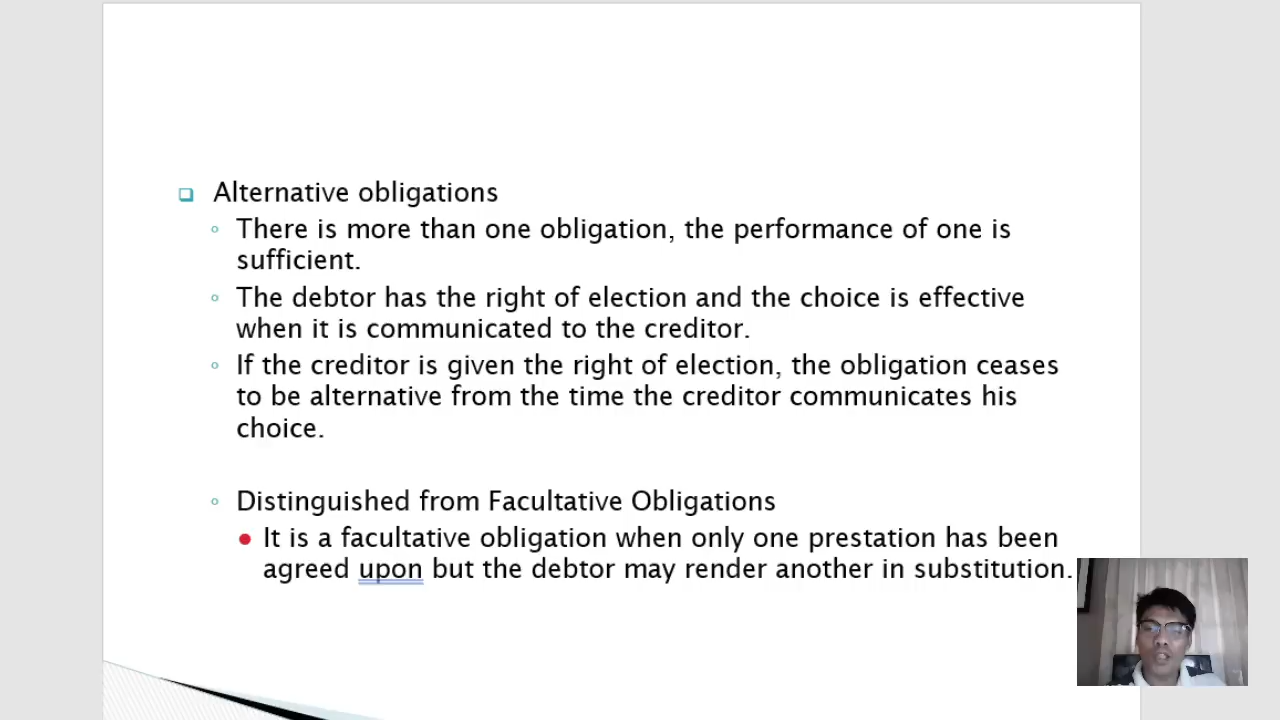 Alternative obligations
There is more than one obligation, the performance of one is
sufficient.
The debtor has the right of election and the choice is effective
when it is communicated to the creditor.
If the creditor is given the right of election, the obligation ceases
to be alternative from the time the creditor communicates his
choice.
Distinguished from Facultative Obligations
It is a facultative obligation when only one prestation has been
agreed upon but the debtor may render another in substitution.